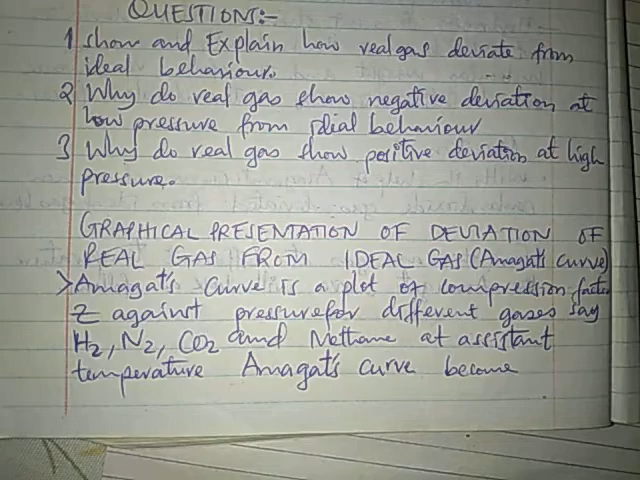 QUESTIONS:-
1 show and Explain how real gas deviate from
ideal behaviour.
2 Why do real gas show negative deviation at
low pressure from idial behaviour
3 Why do real gas show positive deviation at high
pressure.
GRAPHICAL PRESENTATION OF DEVIATION OF
REAL GAS FROM IDEAL GAS (Amagat's curve)
>Amagat's Curve is a plot of compression factor
Z against pressure for different gases say
H2, N2, CO2 and Methane at assistant
temperature Amagat's curve become